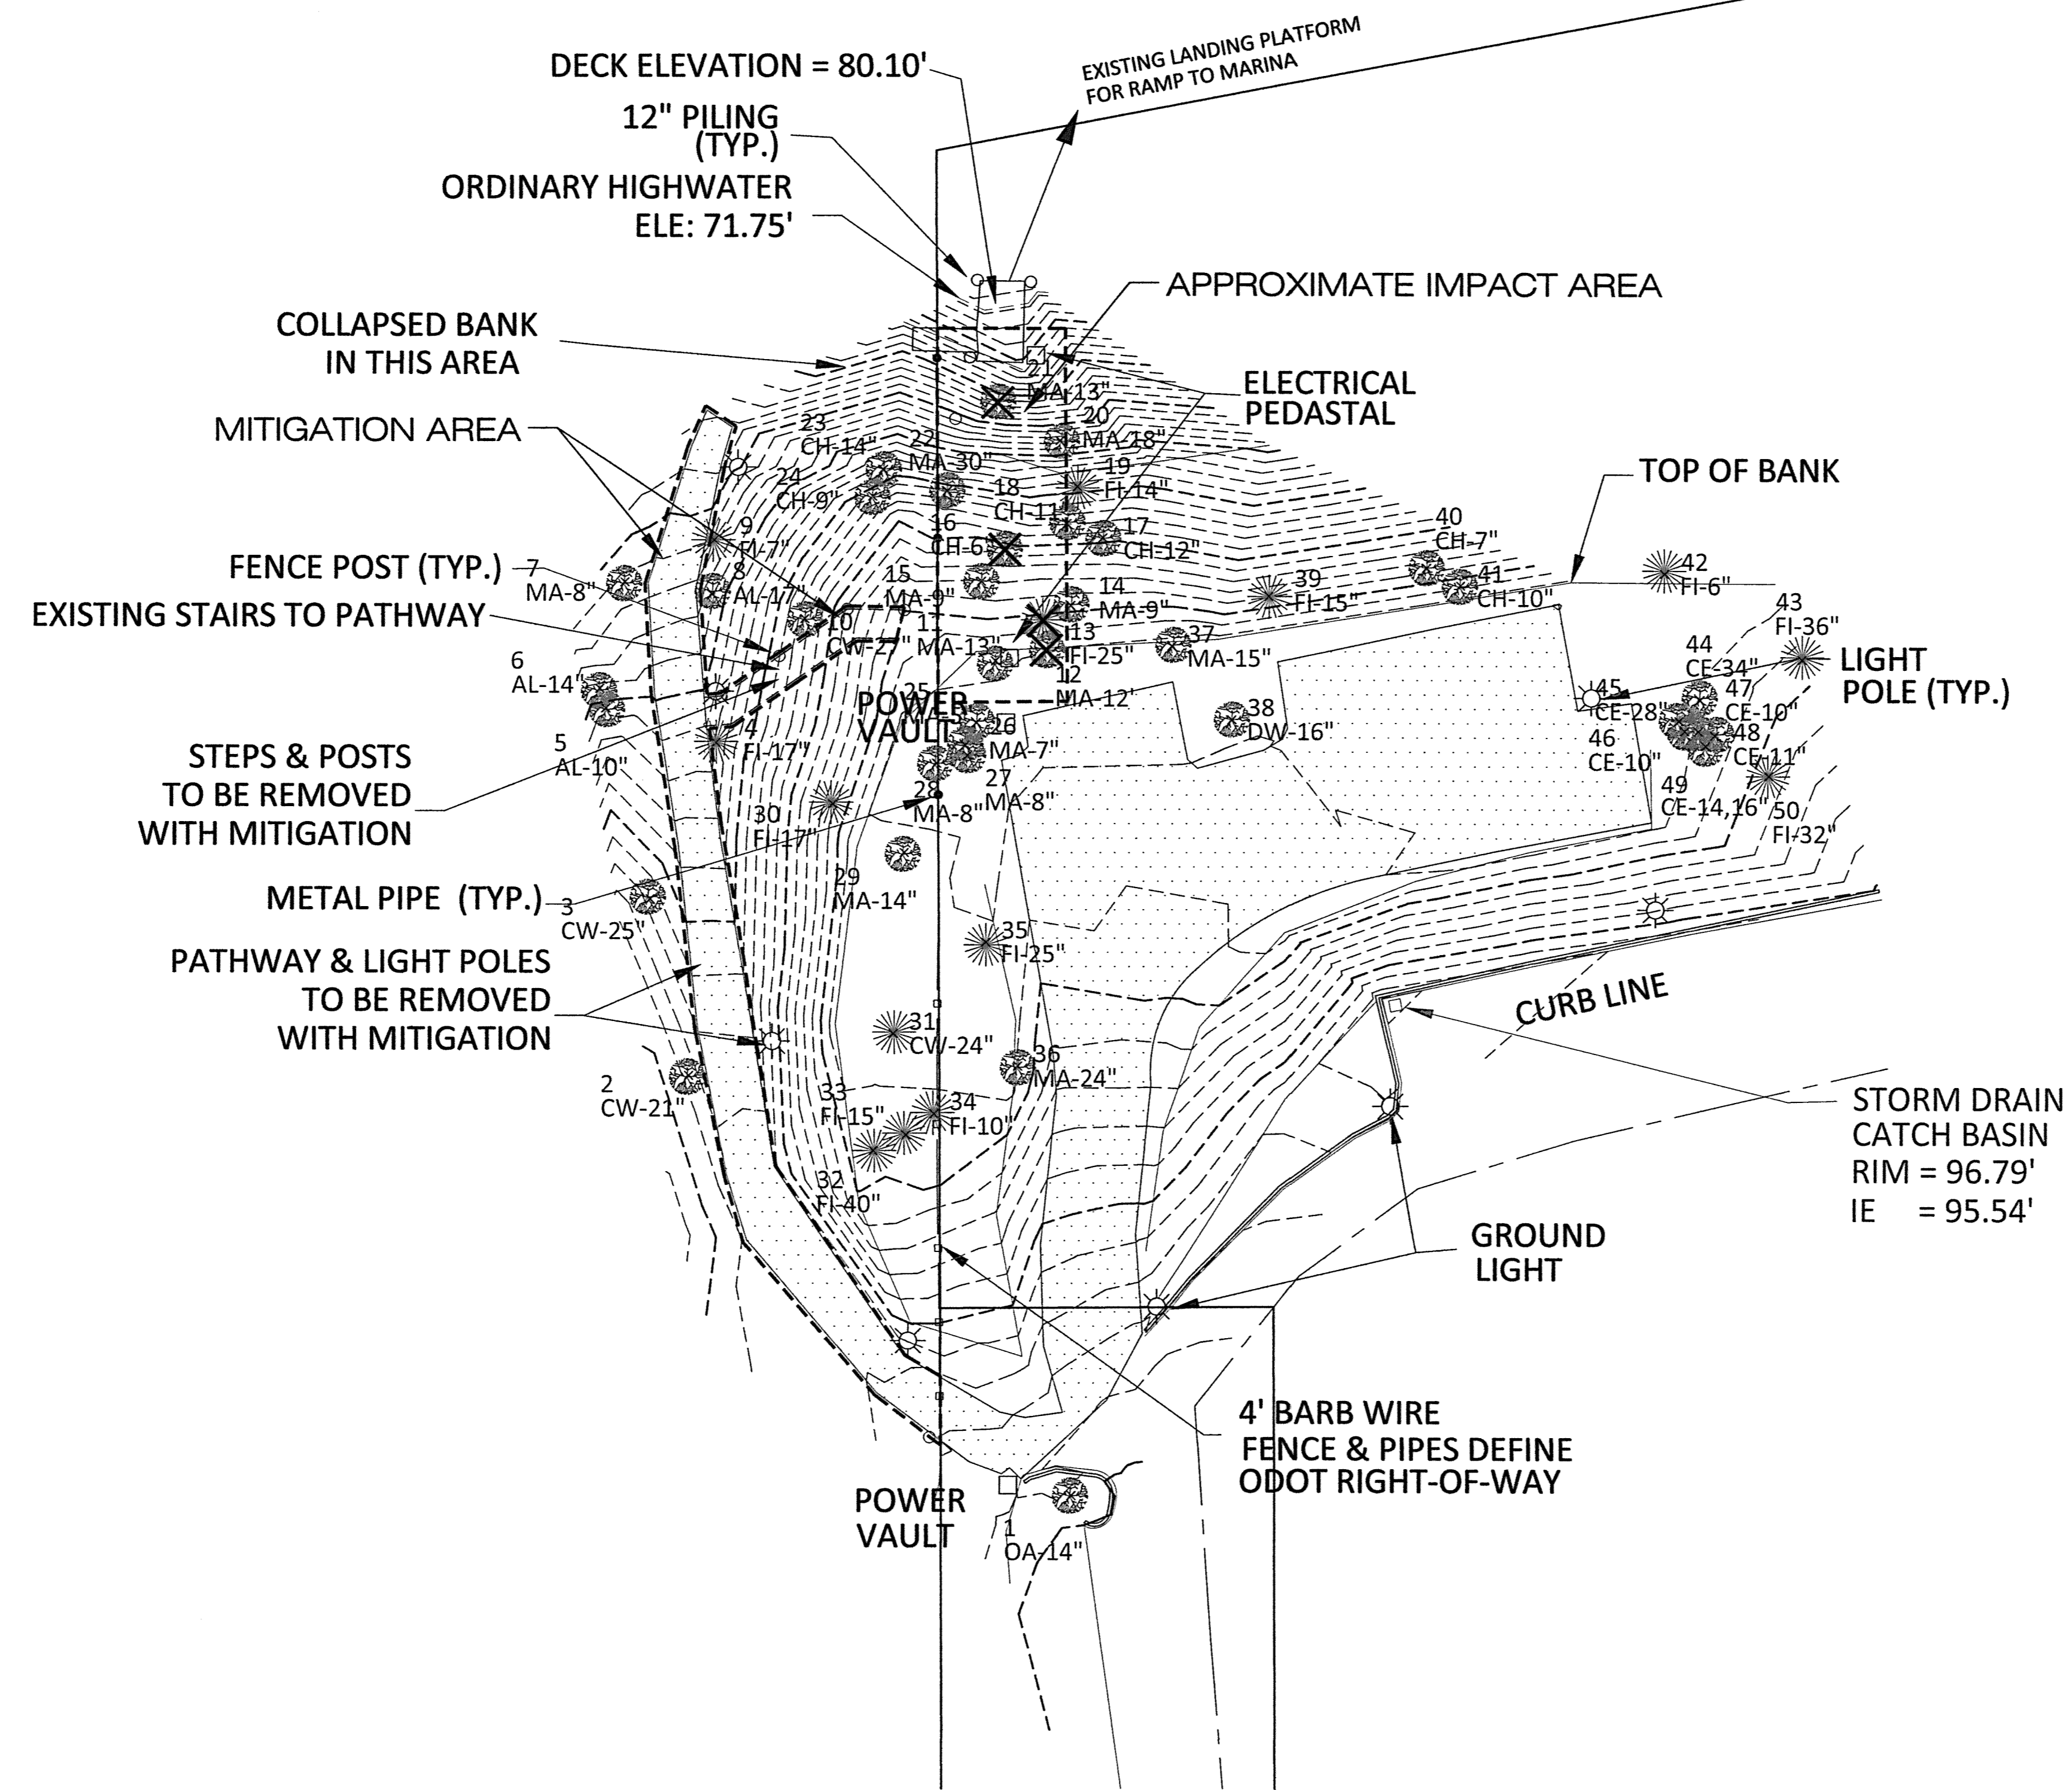 EXISTING LANDING PLATFORM
FOR RAMP TO MARINA
DECK ELEVATION = 80.10'
12" PILING
(TYP.)
ORDINARY HIGHWATER
ELE: 71.75'
APPROXIMATE IMPACT AREA
COLLAPSED BANK
IN THIS AREA
ELECTRICAL
PEDASTAL
MITIGATION AREA
TOP OF BANK
21
MA-13"
20
MA-18"
23
CH-14"
22
MA-30"
19
FI-14"
24
CH-9"
18
CH-11"
17
CH-12"
16
CH-6"
40
CH-7"
9
FI-7"
FENCE POST (TYP.)
7
MA-8"
8
AL-17"
15
MA-9"
14
MA-9"
39
FI-15"
41
CH-10"
42
FI-6"
EXISTING STAIRS TO PATHWAY
10
CW-27"
11
MA-13"
13
FI-25"
37
MA-15"
43
FI-36"
6
AL-14"
12
MA-12'
44
CE-34"
LIGHT
POLE (TYP.)
25
MA-5"
POWER
VAULT
45
CE-28"
47
CE-10"
38
DW-16"
5
AL-10"
4
FI-17"
26
MA-7"
46
CE-10"
48
CE-11"
STEPS & POSTS
TO BE REMOVED
WITH MITIGATION
28
MA-8"
27
MA-8"
49
CE-14,16"
30
FI-17"
50
FI-32"
29
MA-14"
METAL PIPE (TYP.)
3
CW-25"
35
FI-25"
PATHWAY & LIGHT POLES
TO BE REMOVED
WITH MITIGATION
CURB LINE
31
CW-24"
36
MA-24"
2
CW-21"
33
FI-15"
34
FI-10"
STORM DRAIN
CATCH BASIN
RIM = 96.79'
IE = 95.54'
32
FI-40"
GROUND
LIGHT
4' BARB WIRE
FENCE & PIPES DEFINE
ODOT RIGHT-OF-WAY
POWER
VAULT
1
OA-14"